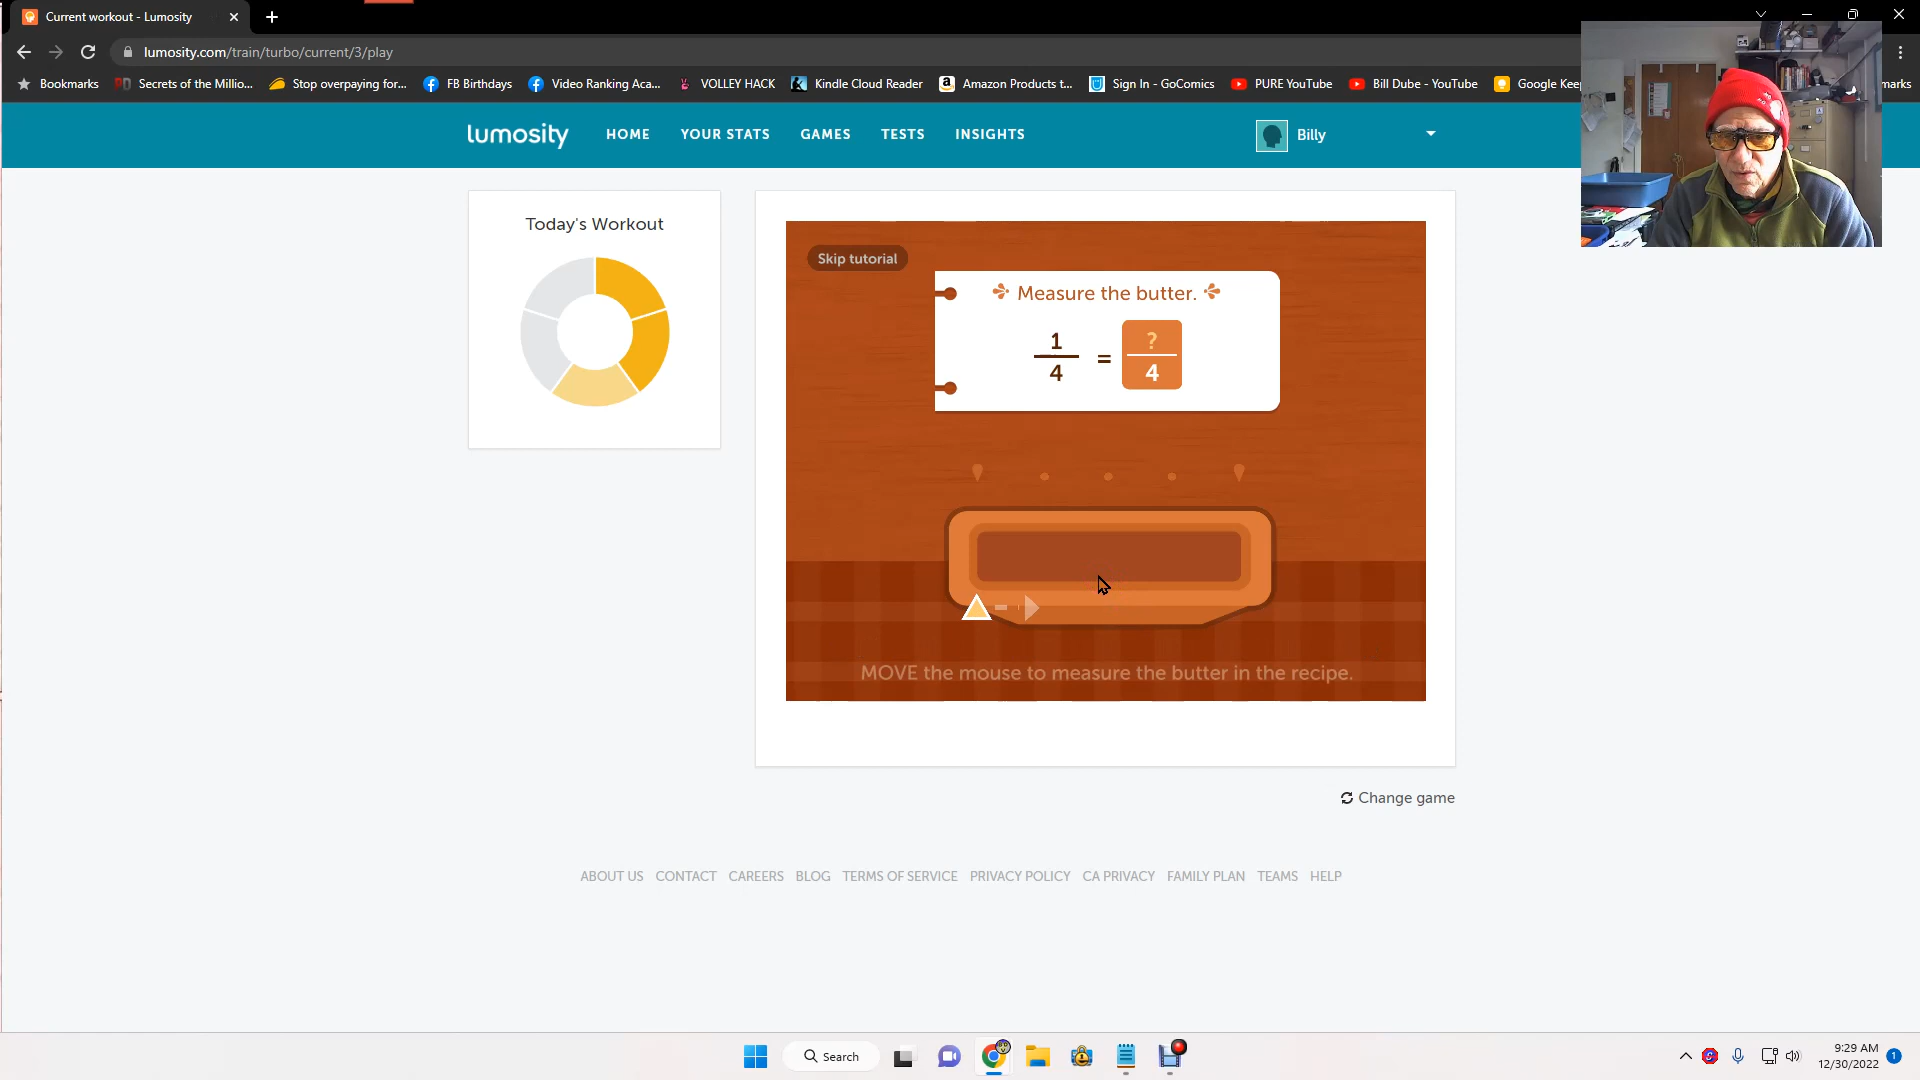 Current workout - Lumosity
lumosity.com/train/turbo/current/3/play
Bookmarks
Secrets of the Millio...
Stop overpaying for...
FB Birthdays
Video Ranking Aca...
VOLLEY HACK
Kindle Cloud Reader
Amazon Products t...
Sign In - GoComics
PURE YouTube
Bill Dube - YouTube
Google Kee
marks
lumosity
HOME
YOUR STATS
GAMES
TESTS
INSIGHTS
Billy
Today's Workout
Skip tutorial
Measure the butter.
1
4
=
?
4
MOVE the mouse to measure the butter in the recipe.
Change game
ABOUT US CONTACT CAREERS BLOG TERMS OF SERVICE PRIVACY POLICY CA PRIVACY FAMILY PLAN TEAMS HELP
Search
9:29 AM
12/30/2022
1